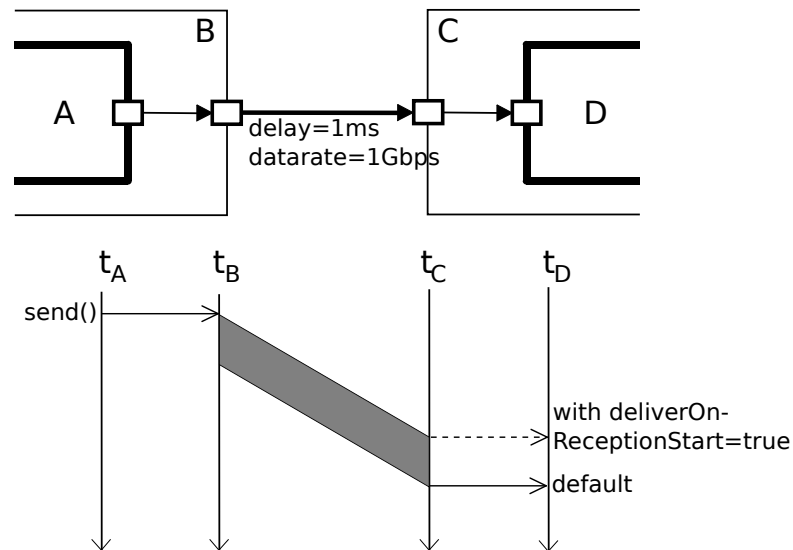 B
C
A
D
delay=1ms
datarate=1Gbps
tA
tB
tC
tD
send()
with deliverOn-
ReceptionStart=true
default